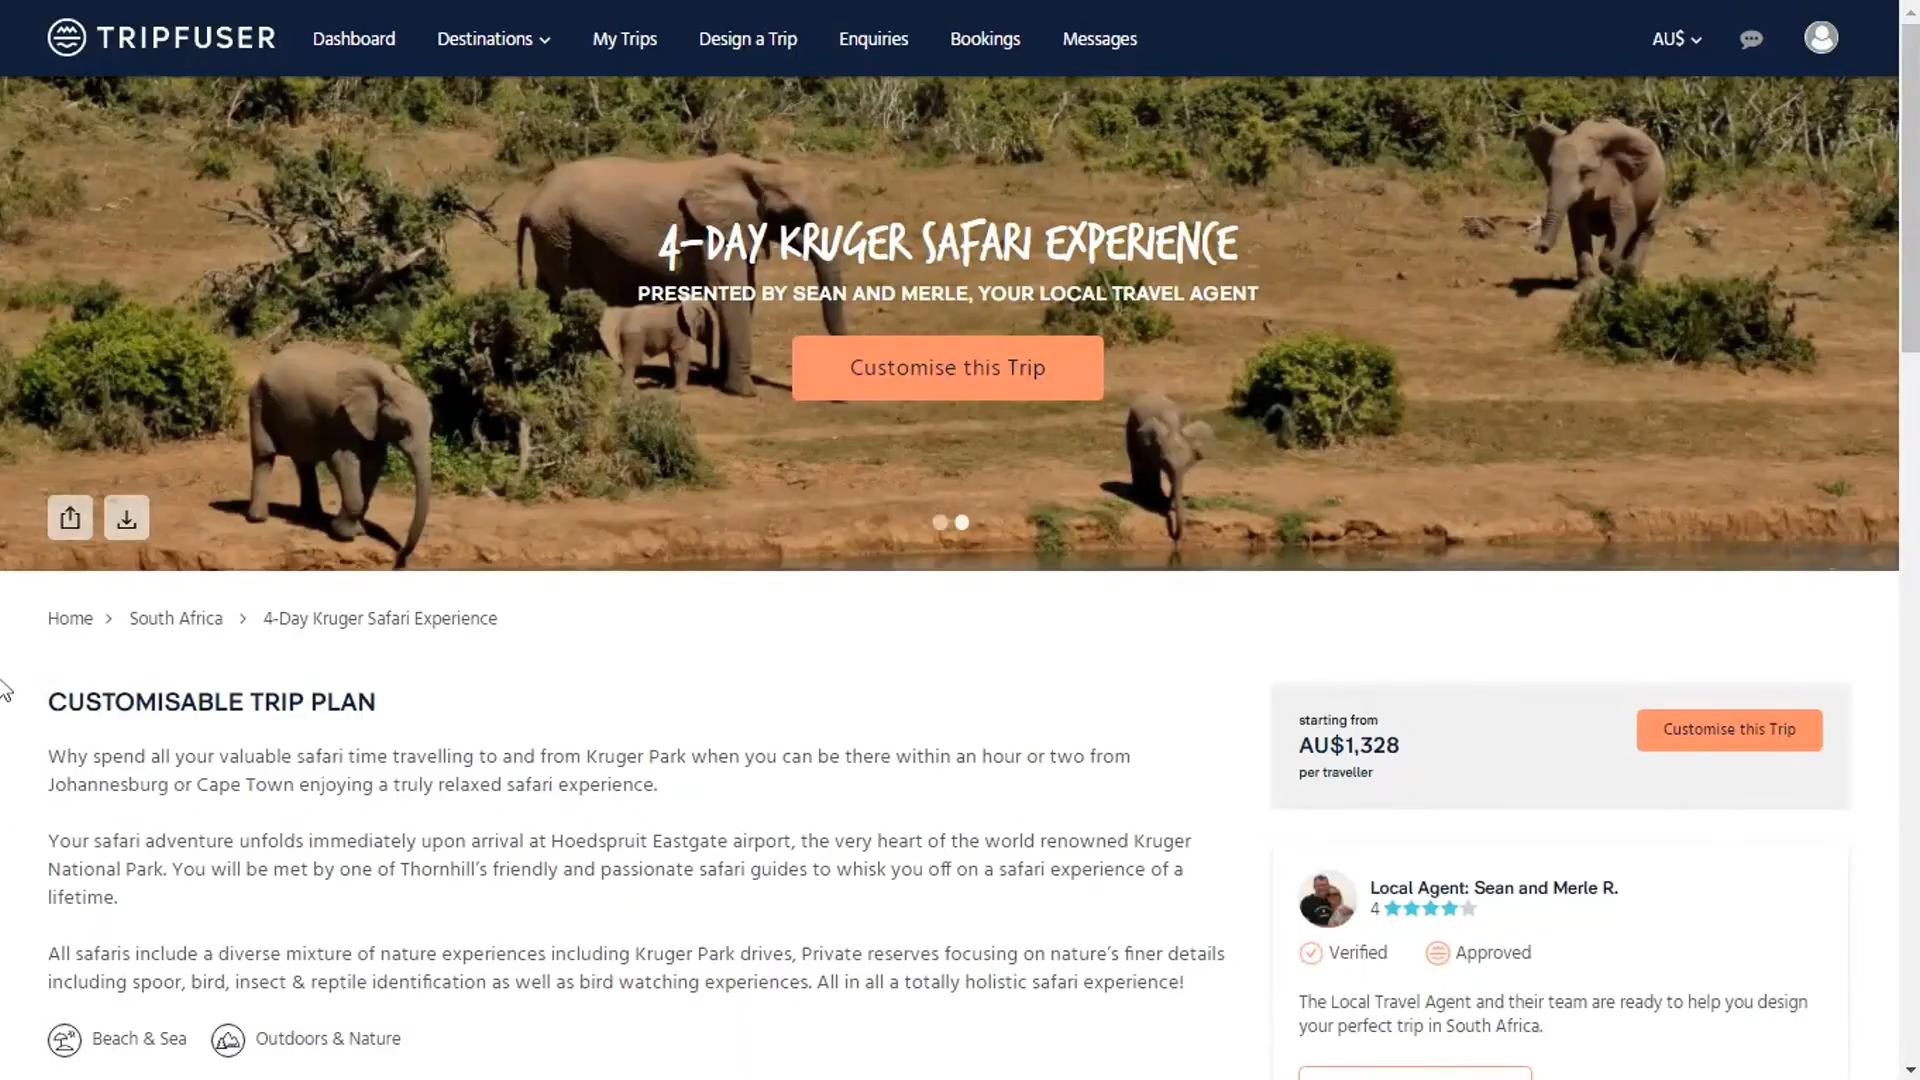 TRIPFUSER Dashboard Destinations My Trips Design a Trip Enquiries Bookings Messages AU$
4-DAY KRUGER SAFARI EXPERIENCE
PRESENTED BY SEAN AND MERLE, YOUR LOCAL TRAVEL AGENT
Customise this Trip
Home > South Africa > 4-Day Kruger Safari Experience
CUSTOMISABLE TRIP PLAN
Why spend all your valuable safari time travelling to and from Kruger Park when you can be there within an hour or two from
Johannesburg or Cape Town enjoying a truly relaxed safari experience.
Your safari adventure unfolds immediately upon arrival at Hoedspruit Eastgate airport, the very heart of the world renowned Kruger
National Park. You will be met by one of Thornhill’s friendly and passionate safari guides to whisk you off on a safari experience of a
lifetime.
All safaris include a diverse mixture of nature experiences including Kruger Park drives, Private reserves focusing on nature’s finer details
including spoor, bird, insect & reptile identification as well as bird watching experiences. All in all a totally holistic safari experience!
Beach & Sea Outdoors & Nature
starting from
AU$1,328
per traveller
Customise this Trip
Local Agent: Sean and Merle R.
4
Verified Approved
The Local Travel Agent and their team are ready to help you design
your perfect trip in South Africa.